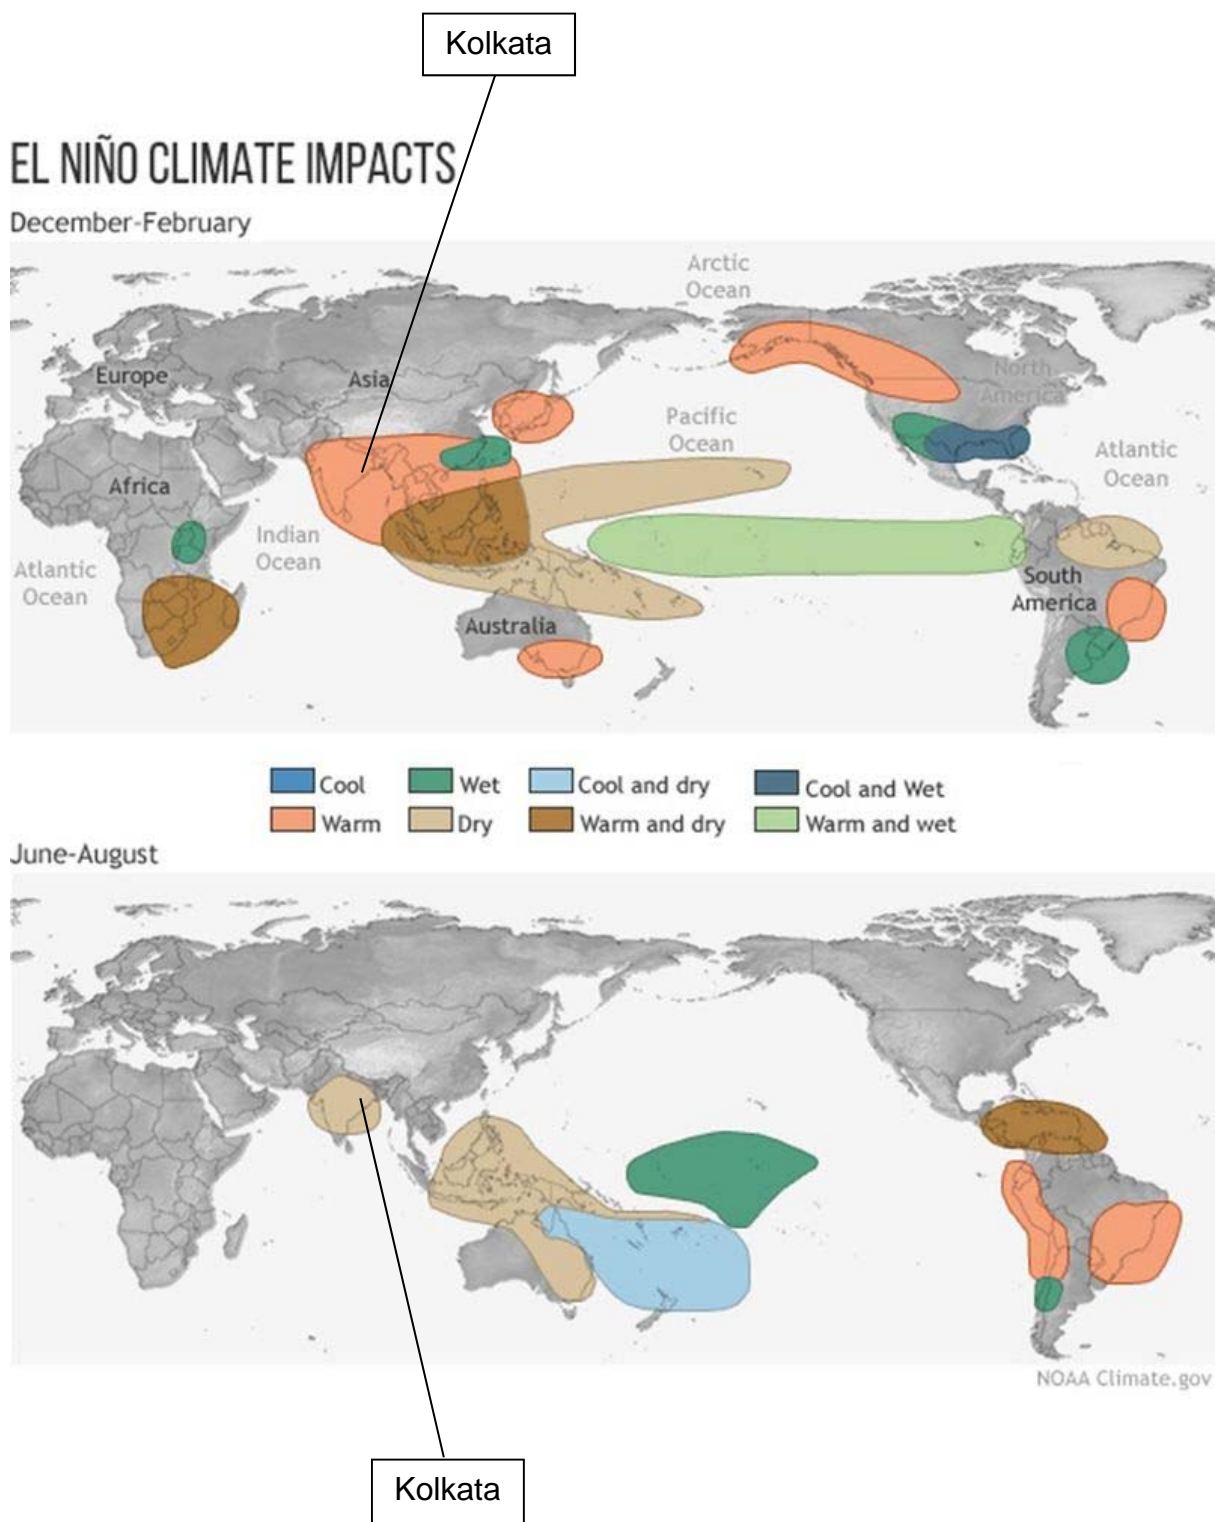 Kolkata
EL NIÑO CLIMATE IMPACTS
December-February
Arctic
Ocean
Europe
Asia
North
America
Pacific
Ocean
Atlantic
Ocean
Africa
Indian
Ocean
Atlantic
Ocean
South
America
Australia
Cool
Wet
Cool and dry
Cool and Wet
Warm
Dry
Warm and dry
Warm and wet
June-August
NOAA Climate.gov
Kolkata